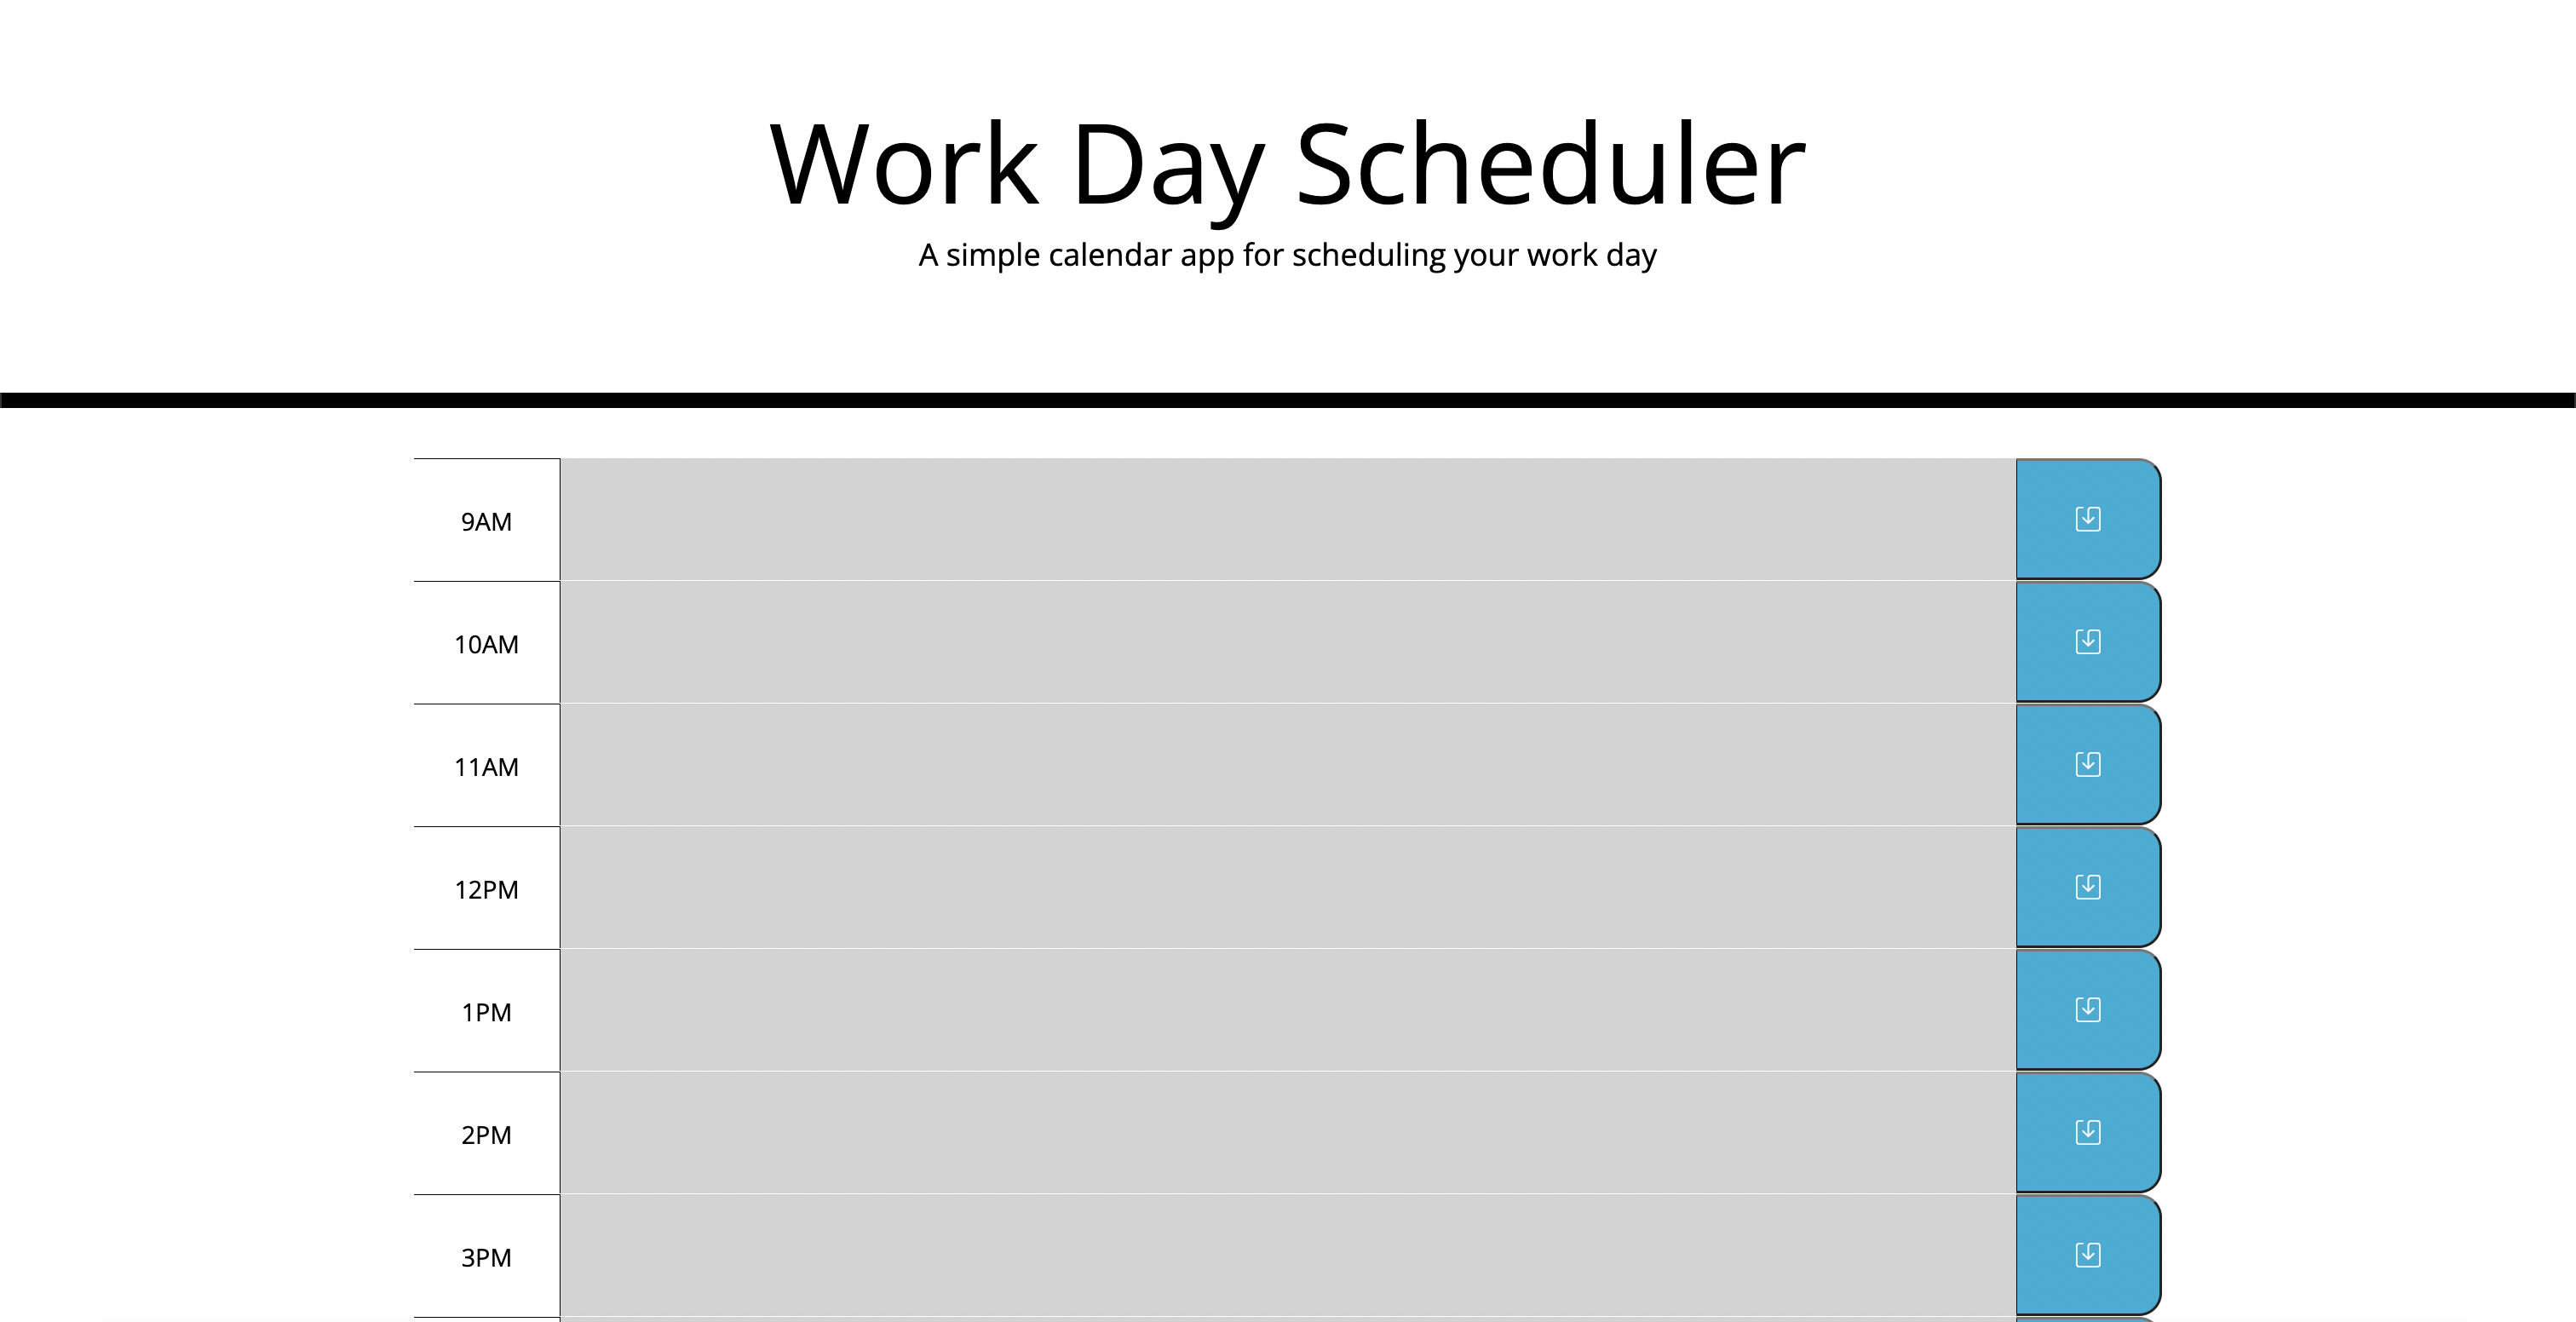 Work Day Scheduler
A simple calendar app for scheduling your work day
9AM
10AM
11AM
12PM
1PM
2PM
3PM